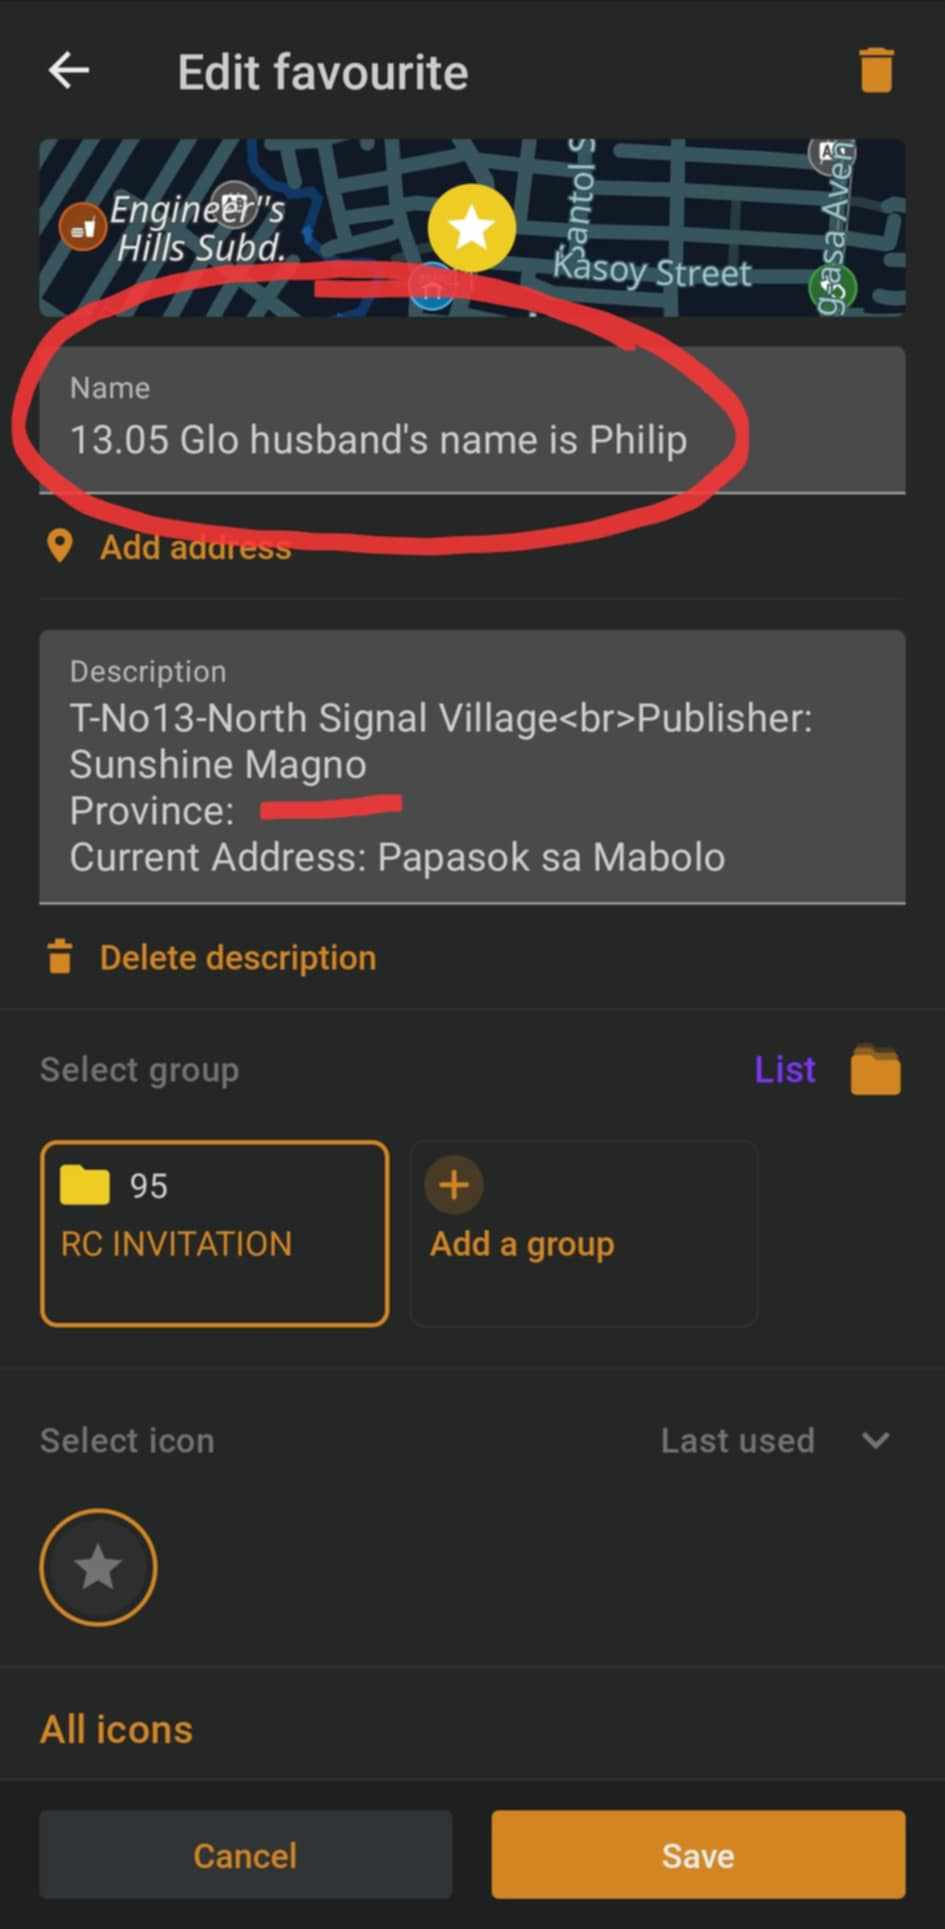 Edit favourite
Engineer"s
Hills Subd.
Santol S
Kasoy Street
gasa Aven
Name
13.05 Glo husband's name is Philip
Add address
Description
T-No13-North Signal Village<br>Publisher:
Sunshine Magno
Province:
Current Address: Papasok sa Mabolo
Delete description
Select group
List
95
RC INVITATION
Add a group
Select icon
Last used
All icons
Cancel
Save